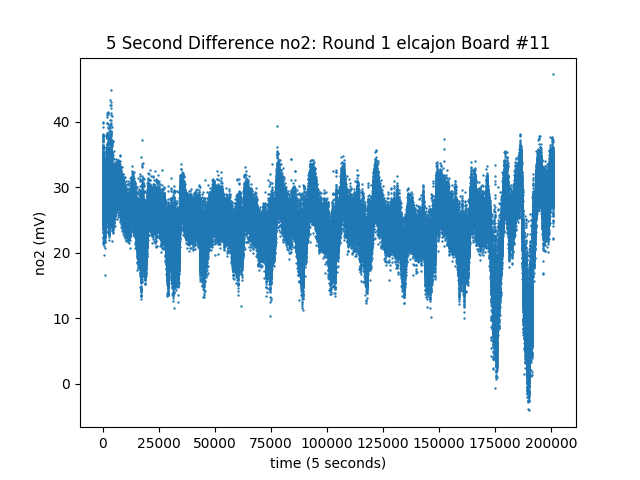 5 Second Difference no2: Round 1 elcajon Board #11
no2 (mV)
40
30
20
10
0
0 25000 50000 75000 100000 125000 150000 175000 200000
time (5 seconds)